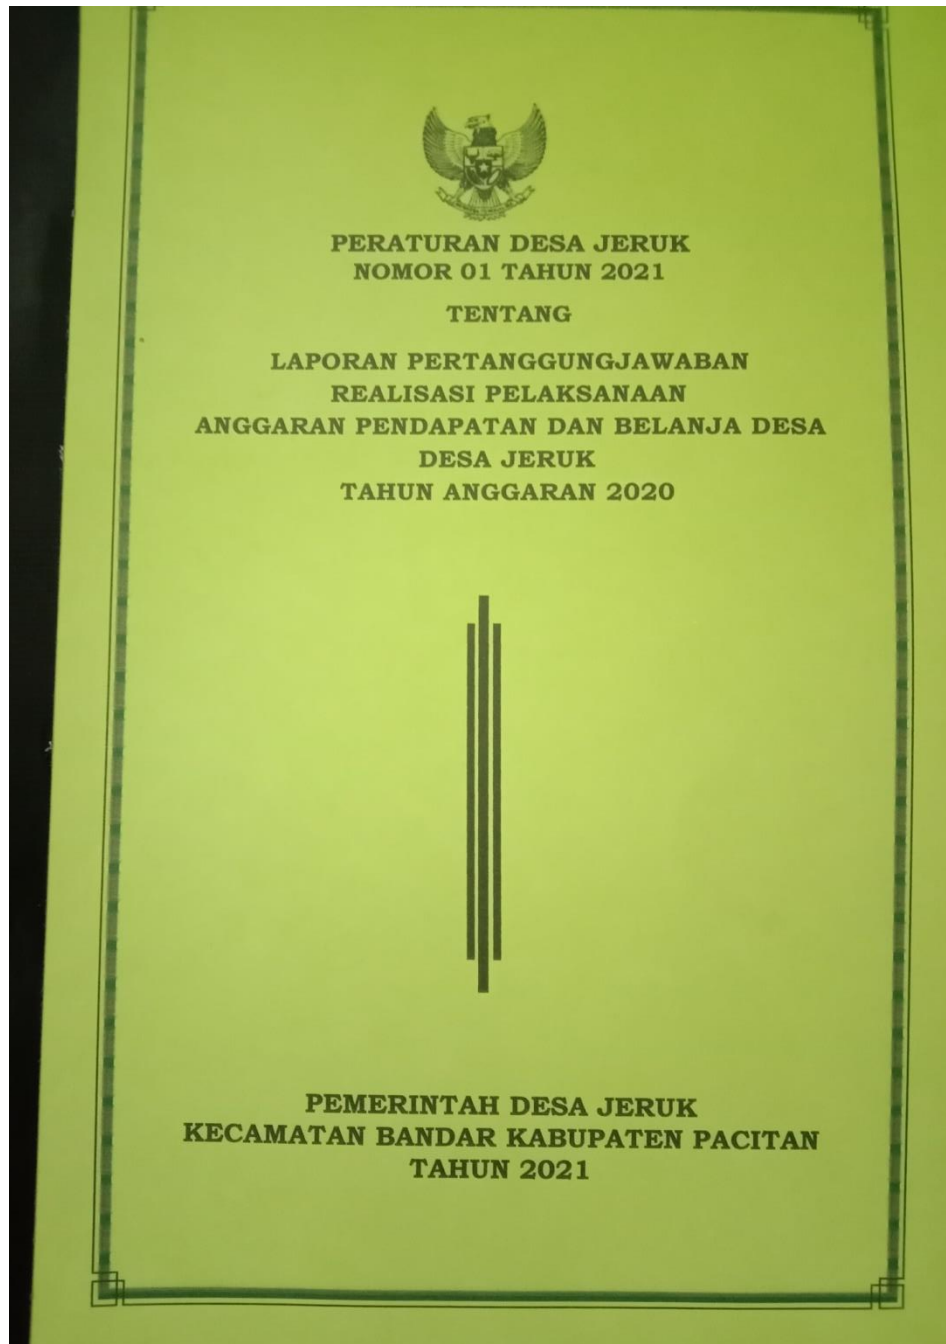 PERATURAN DESA JERUK
NOMOR 01 TAHUN 2021
TENTANG
LAPORAN PERTANGGUNGJAWABAN
REALISASI PELAKSANAAN
ANGGARAN PENDAPATAN DAN BELANJA DESA
DESA JERUK
TAHUN ANGGARAN 2020
PEMERINTAH DESA JERUK
KECAMATAN BANDAR KABUPATEN PACITAN
TAHUN 2021